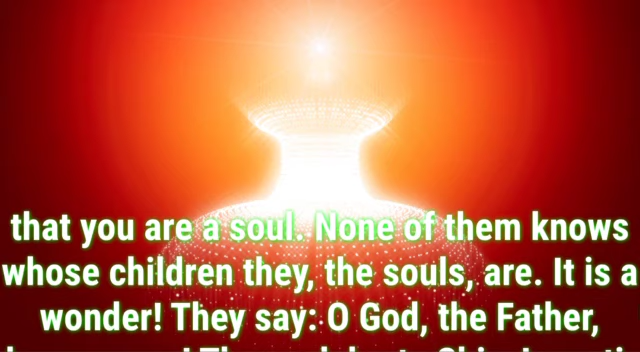 that you are a soul. None of them knows
whose children they, the souls, are. It is a
wonder! They say: O God, the Father,